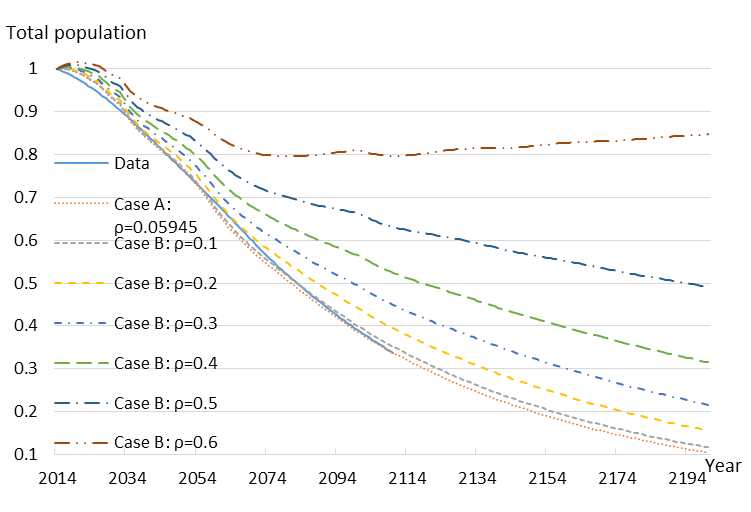 Total population
1
0.9
0.8
Data
0.7
Case A:
ρ=0.05945
0.6
Case B: ρ=0.1
0.5
Case B: ρ=0.2
0.4
Case B: ρ=0.3
0.3
Case B: ρ=0.4
0.2
Case B: ρ=0.5
Case B: ρ=0.6
0.1
Year
2014 2034 2054 2074 2094 2114 2134 2154 2174 2194